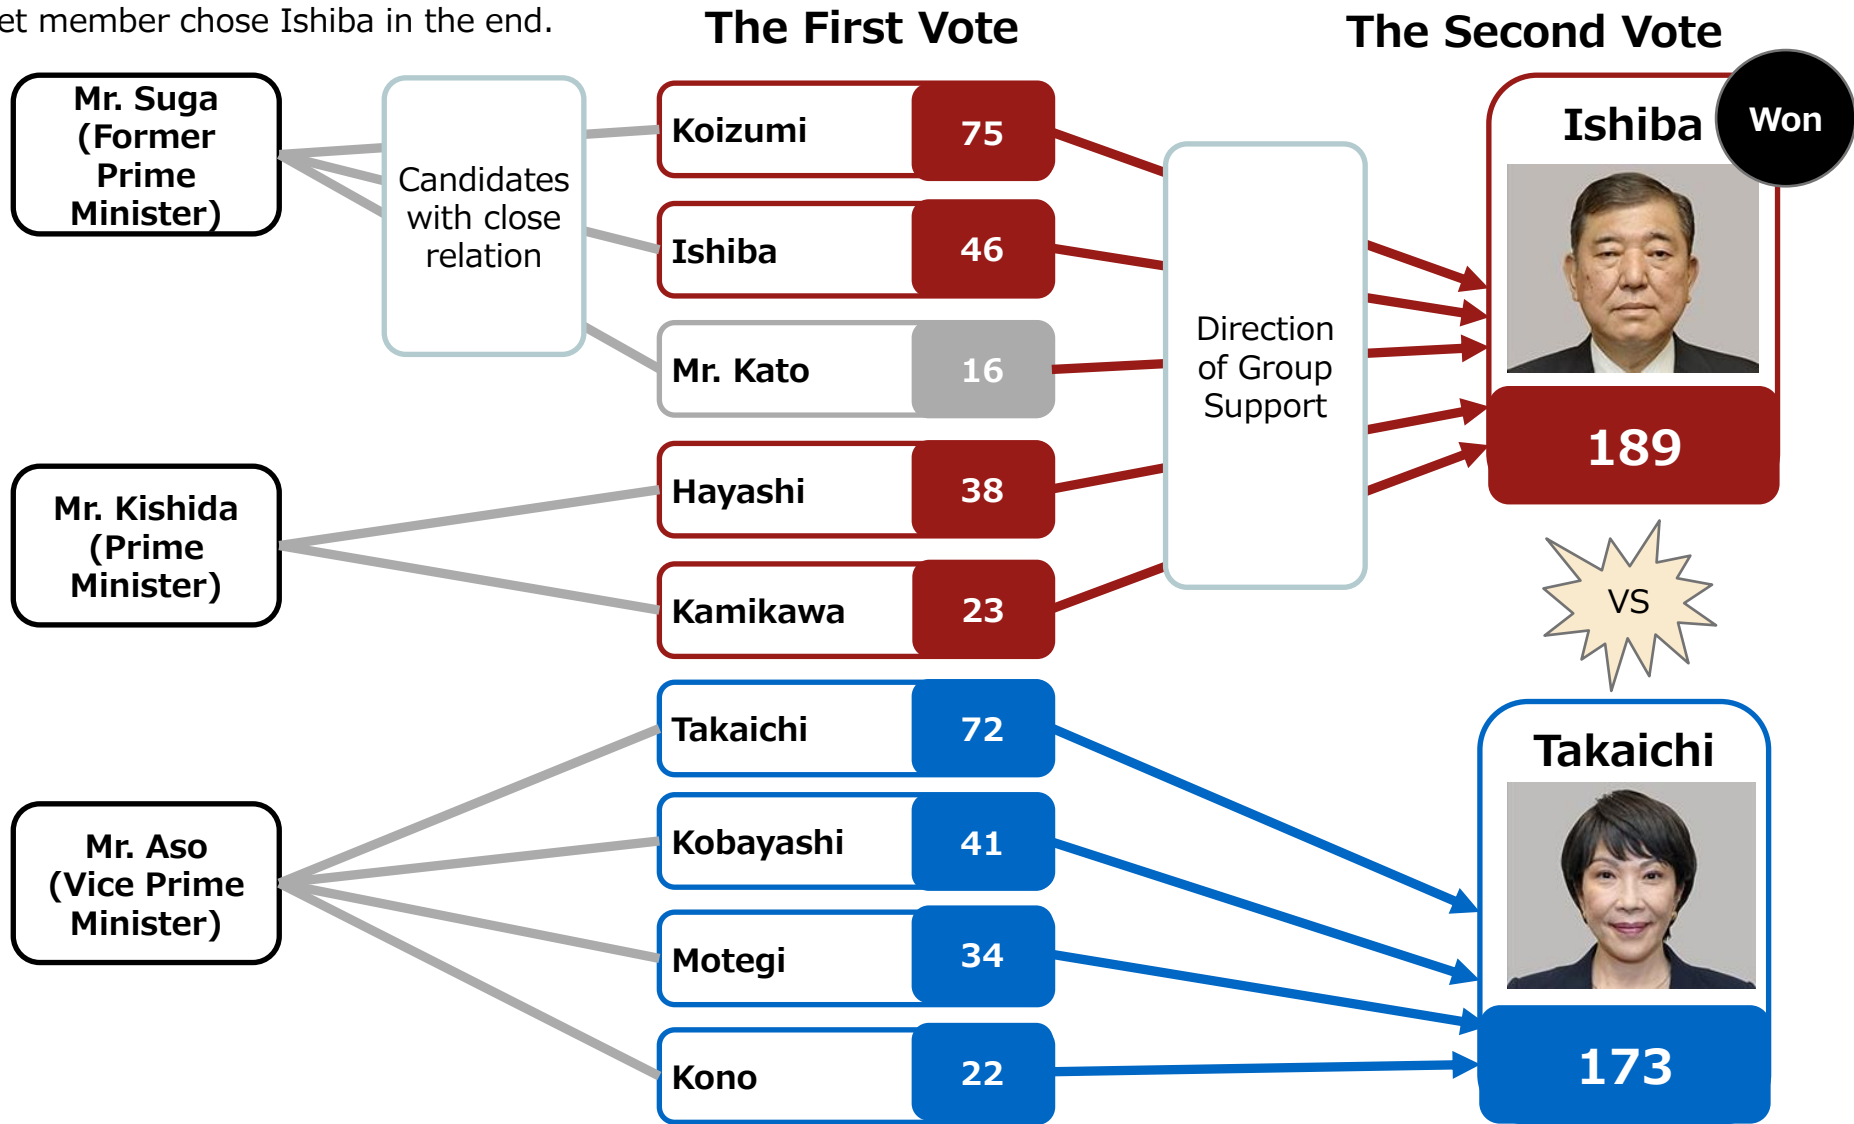 et member chose Ishiba in the end.
The First Vote
The Second Vote
Mr. Suga
(Former
Prime
Minister)
Candidates
with close
relation
Koizumi 75
Ishiba 46
Mr. Kato 16
Direction
of Group
Support
Ishiba
Won
189
Mr. Kishida
(Prime
Minister)
Hayashi 38
Kamikawa 23
VS
Mr. Aso
(Vice Prime
Minister)
Takaichi 72
Kobayashi 41
Motegi 34
Kono 22
Takaichi
173